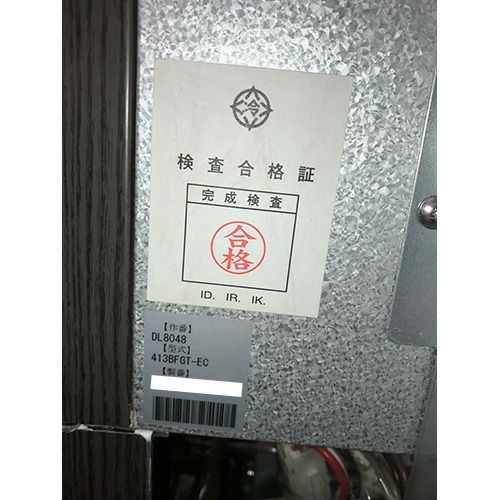 冷
検査合格証
完成検査
合格
ID. IR. IK.
【作番】
DL8048
【型式】
413BFGT-EC
【製番】